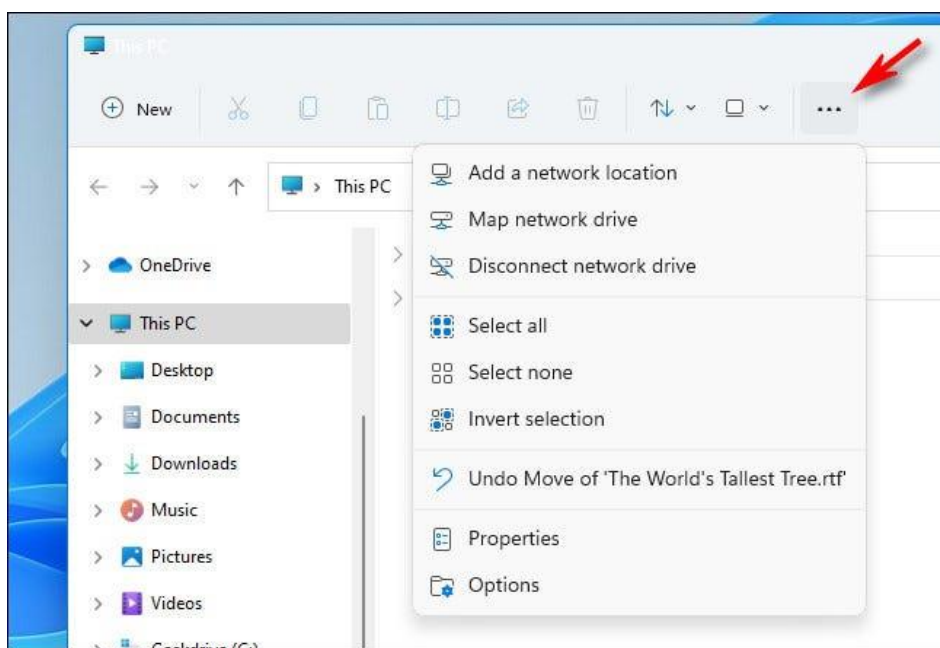 This PC
New
This PC
Add a network location
Map network drive
Disconnect network drive
Select all
Select none
Invert selection
Undo Move of 'The World's Tallest Tree.rtf'
Properties
Options
OneDrive
This PC
Desktop
Documents
Downloads
Music
Pictures
Videos